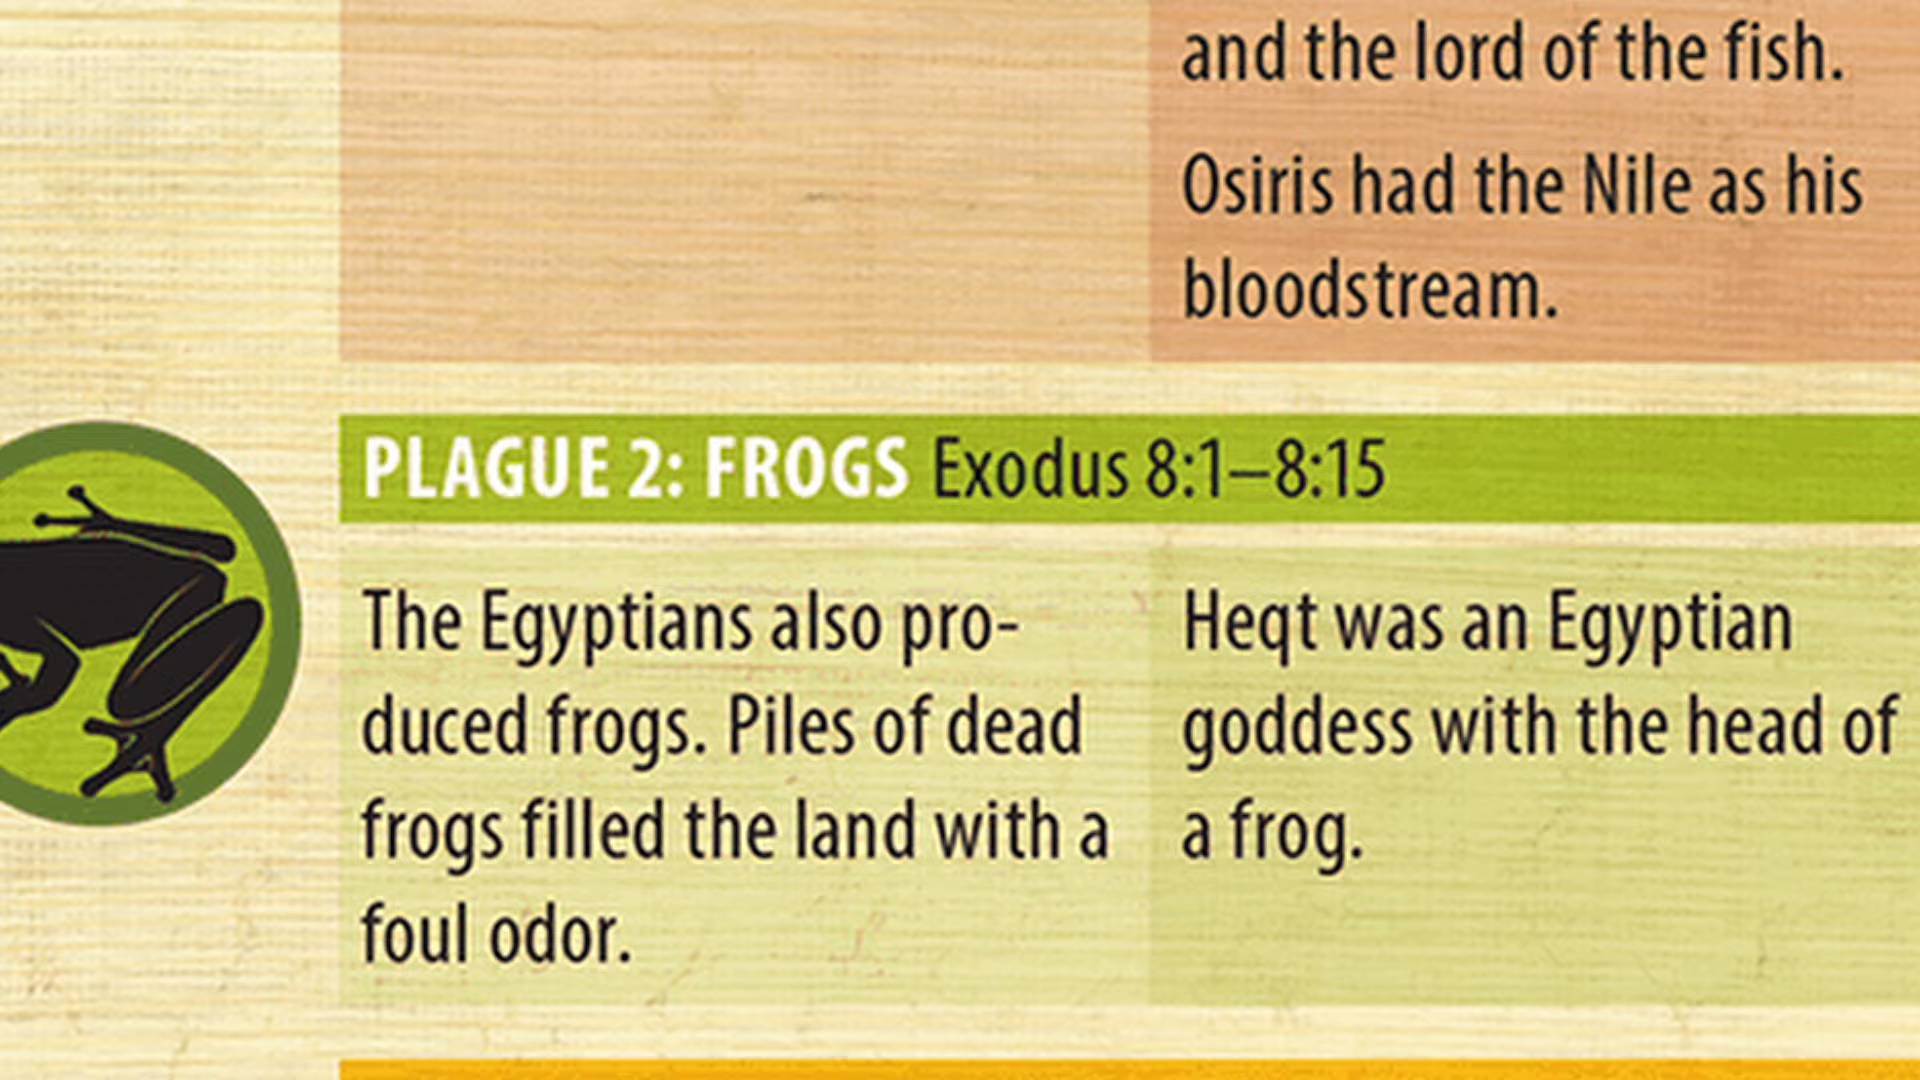 and the lord of the fish.
Osiris had the Nile as his
bloodstream.
PLAGUE 2: FROGS Exodus 8:1–8:15
The Egyptians also pro-
duced frogs. Piles of dead
frogs filled the land with a
foul odor.
Heqt was an Egyptian
goddess with the head of
a frog.